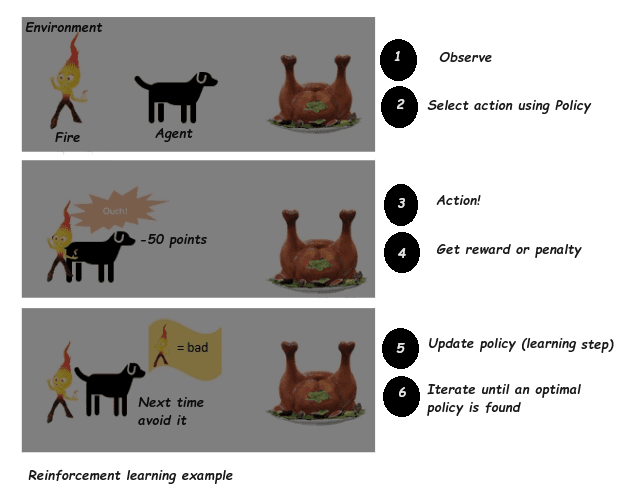 Environment
Fire
Agent
1
Observe
2
Select action using Policy
Ouch!
-50 points
3
Action!
4
Get reward or penalty
= bad
Next time
avoid it
5
Update policy (learning step)
6
Iterate until an optimal
policy is found
Reinforcement learning example